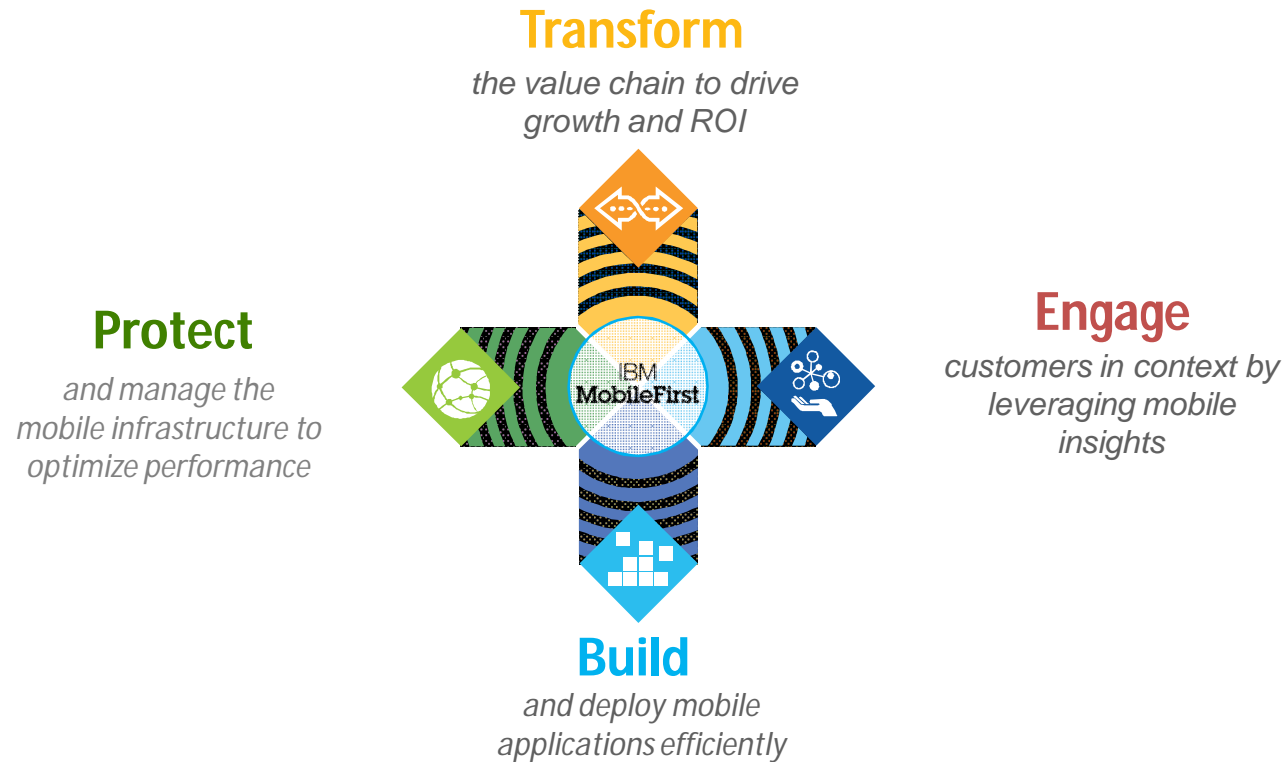 Transform
the value chain to drive
growth and ROI
Protect
and manage the
mobile infrastructure to
optimize performance
IBM
MobileFirst
Engage
customers in context by
leveraging mobile
insights
Build
and deploy mobile
applications efficiently